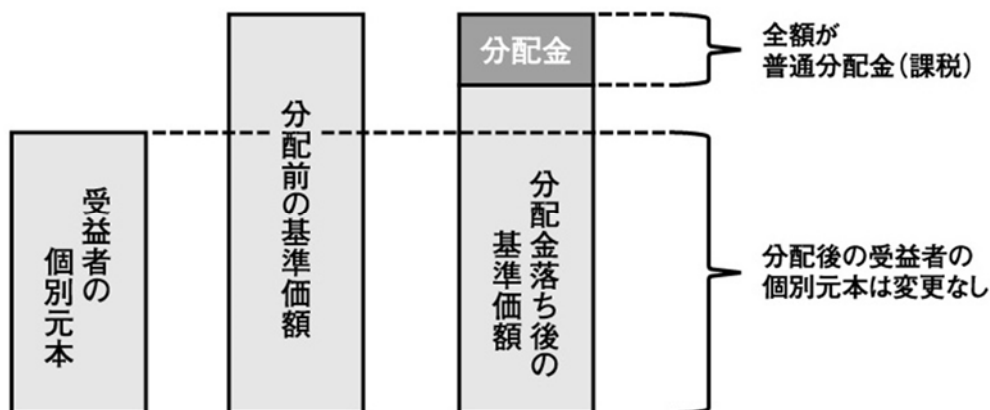 受益者の
個別元本
分配前の基準価額
分配金
分配金落ち後の
基準価額
全額が
普通分配金（課税）
分配後の受益者の
個別元本は変更なし